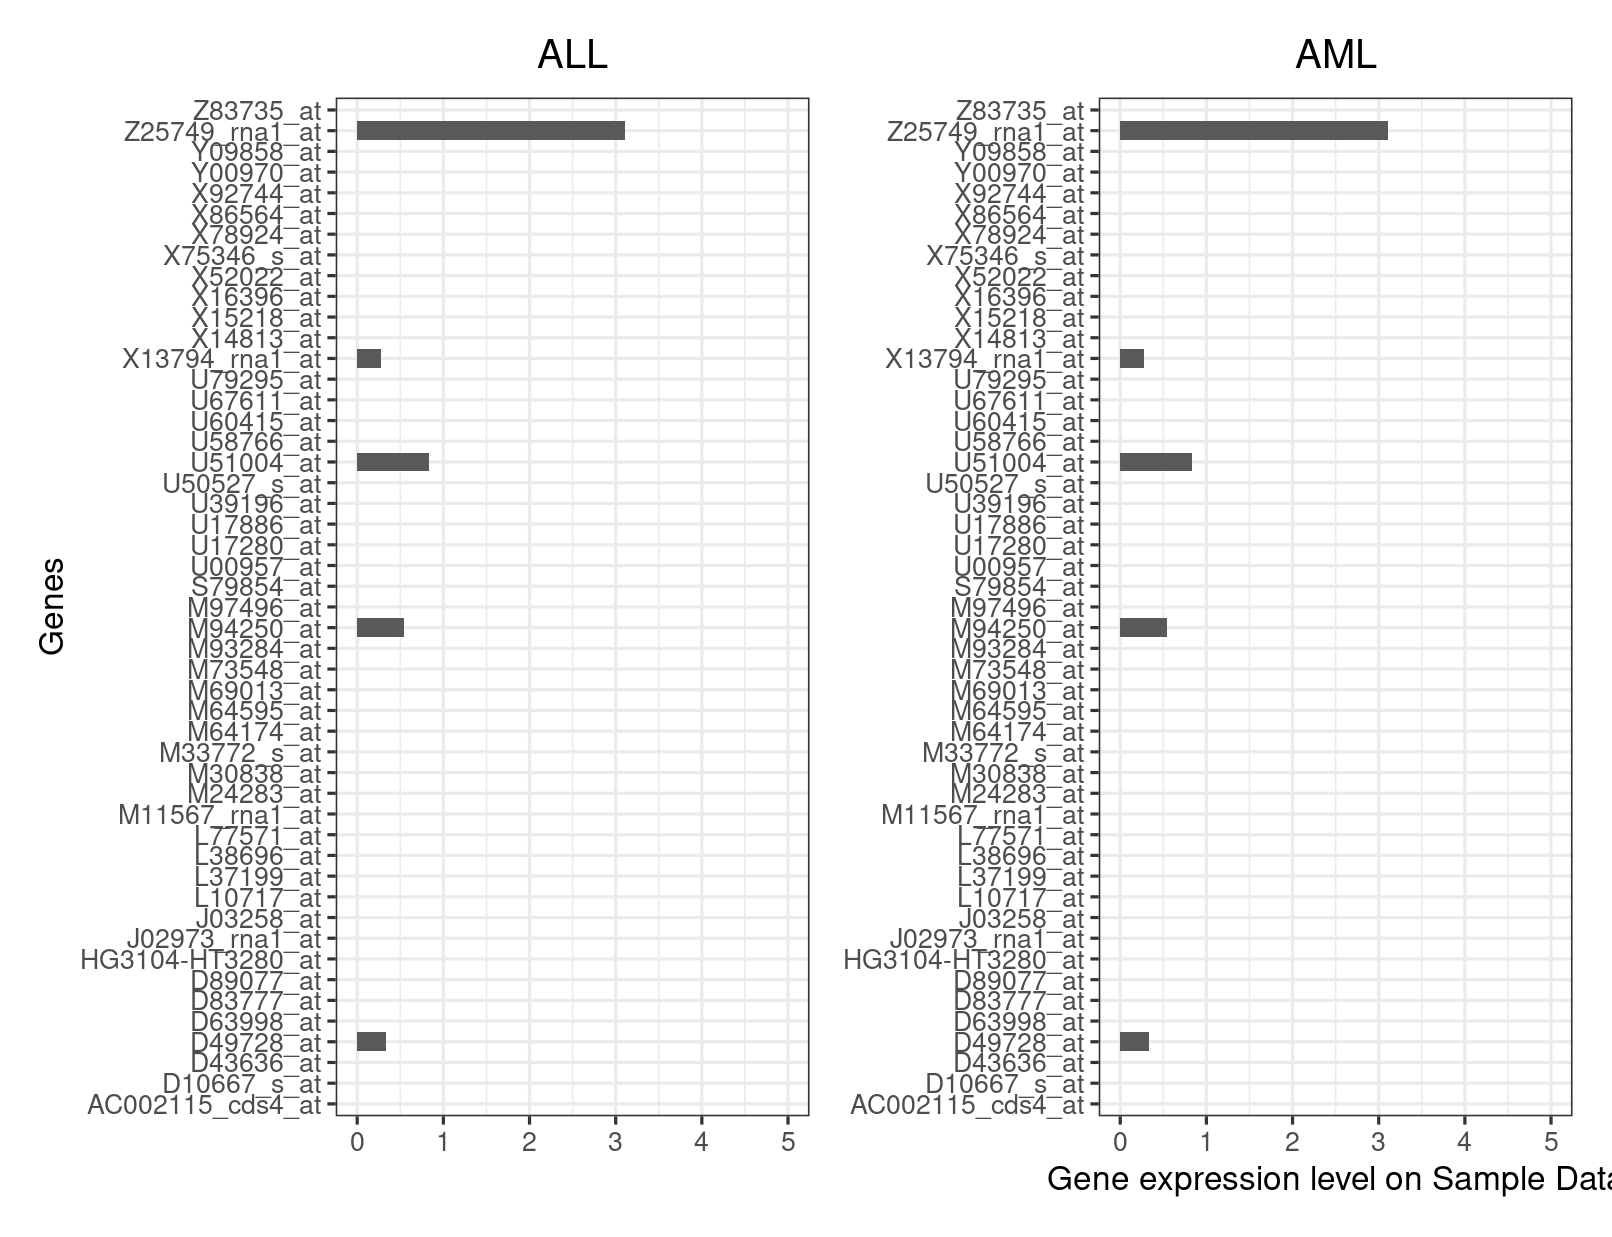 ALL
Z83735_at
Z25749_rna1_at
Y09858_at
Y00970_at
X92744_at
X86564_at
X78924_at
X75346_s_at
X52022_at
X16396_at
X15218_at
X14813_at
X13794_rna1_at
U79295_at
U67611_at
U60415_at
U58766_at
U51004_at
U50527_s_at
U39196_at
U17886_at
U17280_at
U00957_at
S79854_at
M97496_at
M94250_at
M93284_at
M73548_at
M69013_at
M64595_at
M64174_at
M33772_s_at
M30838_at
M24283_at
M11567_rna1_at
L77571_at
L38696_at
L37199_at
L10717_at
J03258_at
J02973_rna1_at
HG3104-HT3280_at
D89077_at
D83777_at
D63998_at
D49728_at
D43636_at
D10667_s_at
AC002115_cds4_at
0 1 2 3 4 5
Genes
AML
Z83735_at
Z25749_rna1_at
Y09858_at
Y00970_at
X92744_at
X86564_at
X78924_at
X75346_s_at
X52022_at
X16396_at
X15218_at
X14813_at
X13794_rna1_at
U79295_at
U67611_at
U60415_at
U58766_at
U51004_at
U50527_s_at
U39196_at
U17886_at
U17280_at
U00957_at
S79854_at
M97496_at
M94250_at
M93284_at
M73548_at
M69013_at
M64595_at
M64174_at
M33772_s_at
M30838_at
M24283_at
M11567_rna1_at
L77571_at
L38696_at
L37199_at
L10717_at
J03258_at
J02973_rna1_at
HG3104-HT3280_at
D89077_at
D83777_at
D63998_at
D49728_at
D43636_at
D10667_s_at
AC002115_cds4_at
0 1 2 3 4 5
Gene expression level on Sample Data